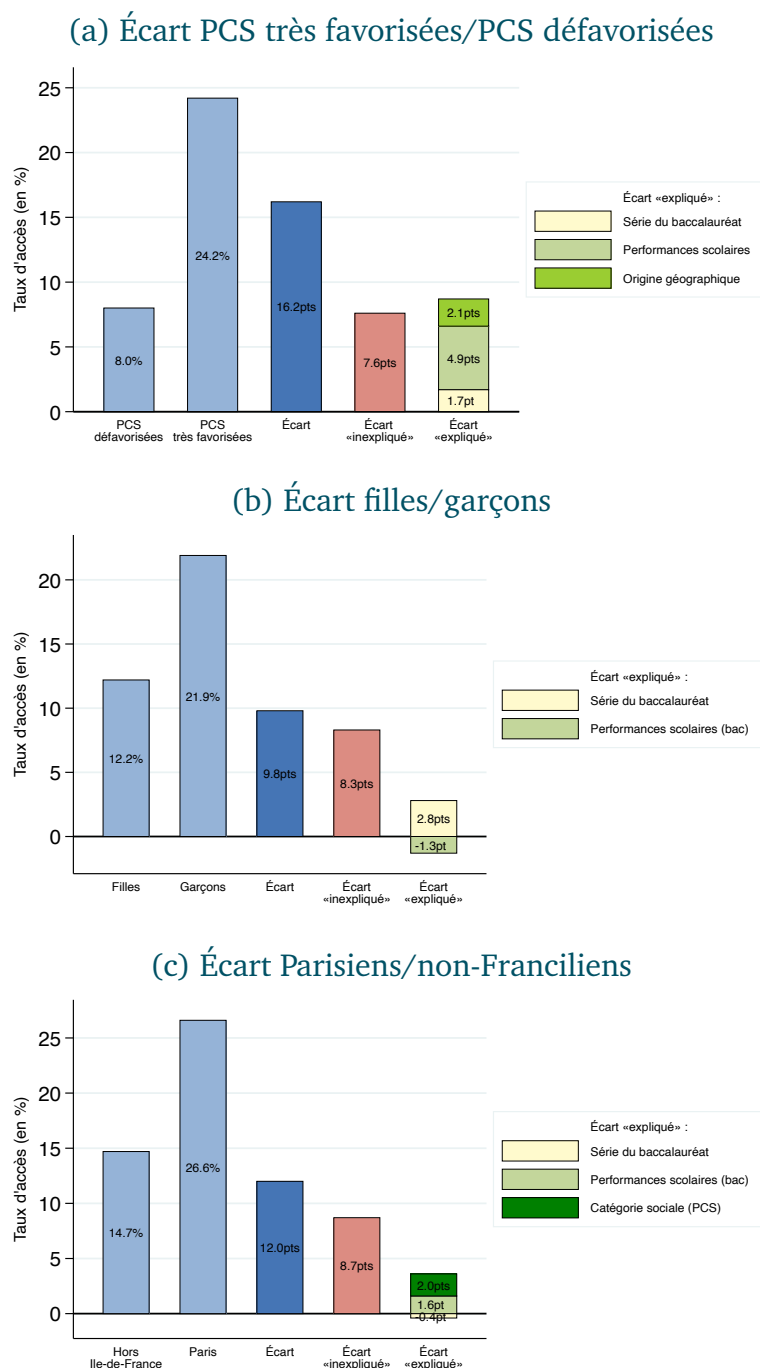 (a) Écart PCS très favorisées/PCS défavorisées
Taux d'accès (en %)
25
20
15
10
5
0
8.0%
24.2%
16.2pts
7.6pts
2.1pts
4.9pts
1.7pt
PCS
défavorisées
PCS
très favorisées
Écart
Écart
«inexpliqué»
Écart
«expliqué»
Écart «expliqué» :
Série du baccalauréat
Performances scolaires
Origine géographique
(b) Écart filles/garçons
Taux d'accès (en %)
20
15
10
5
0
12.2%
21.9%
9.8pts
8.3pts
2.8pts
-1.3pt
Filles
Garçons
Écart
Écart
«inexpliqué»
Écart
«expliqué»
Écart «expliqué» :
Série du baccalauréat
Performances scolaires (bac)
(c) Écart Parisiens/non-Franciliens
Taux d'accès (en %)
25
20
15
10
5
0
14.7%
26.6%
12.0pts
8.7pts
2.0pts
1.6pt
-0.4pt
Hors
Ile-de-France
Paris
Écart
Écart
«inexpliqué»
Écart
«expliqué»
Écart «expliqué» :
Série du baccalauréat
Performances scolaires (bac)
Catégorie sociale (PCS)